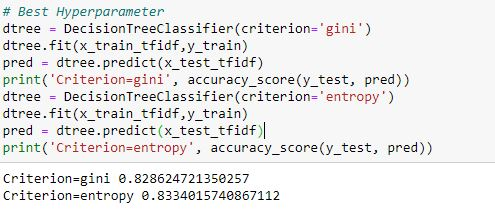 # Best Hyperparameter
dtree = DecisionTreeClassifier(criterion='gini')
dtree.fit(x_train_tfidf,y_train)
pred = dtree.predict(x_test_tfidf)
print('Criterion=gini', accuracy_score(y_test, pred))
dtree = DecisionTreeClassifier(criterion='entropy')
dtree.fit(x_train_tfidf,y_train)
pred = dtree.predict(x_test_tfidf)
print('Criterion=entropy', accuracy_score(y_test, pred))
Criterion=gini 0.828624721350257
Criterion=entropy 0.8334015740867112